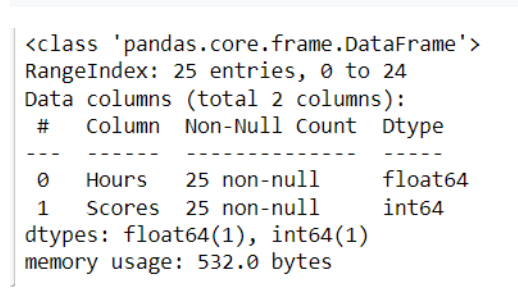 <class 'pandas.core.frame.DataFrame'>
RangeIndex: 25 entries, 0 to 24
Data columns (total 2 columns):
 #   Column  Non-Null Count  Dtype
---  ------  --------------  -----
 0   Hours   25 non-null     float64
 1   Scores  25 non-null     int64
dtypes: float64(1), int64(1)
memory usage: 532.0 bytes